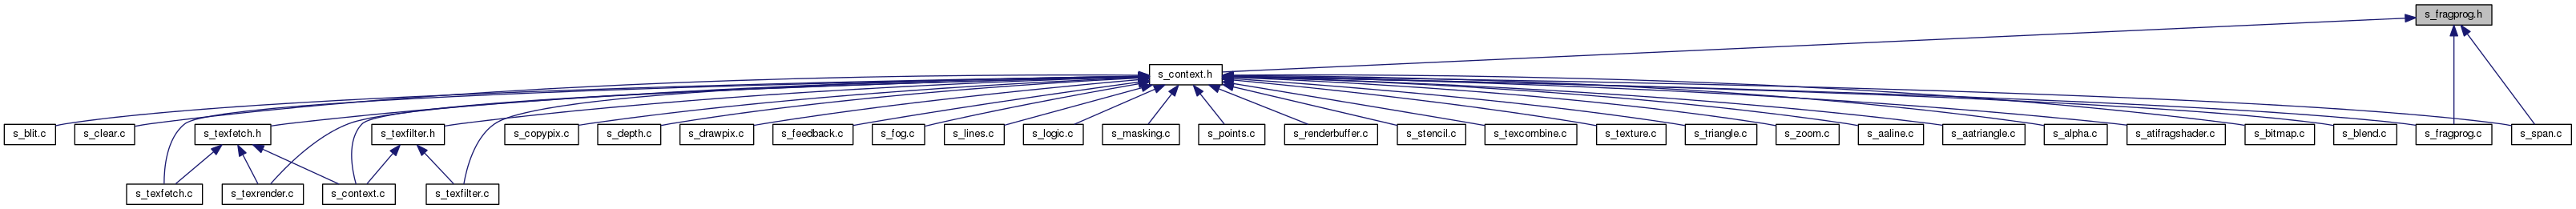 s_fragprog.h
s_context.h
s_blit.c
s_clear.c
s_texfetch.h
s_texfilter.h
s_copypix.c
s_depth.c
s_drawpix.c
s_feedback.c
s_fog.c
s_lines.c
s_logic.c
s_masking.c
s_points.c
s_renderbuffer.c
s_stencil.c
s_texcombine.c
s_texture.c
s_triangle.c
s_zoom.c
s_aaline.c
s_aatriangle.c
s_alpha.c
s_atifragshader.c
s_bitmap.c
s_blend.c
s_fragprog.c
s_span.c
s_texfetch.c
s_texrender.c
s_context.c
s_texfilter.c